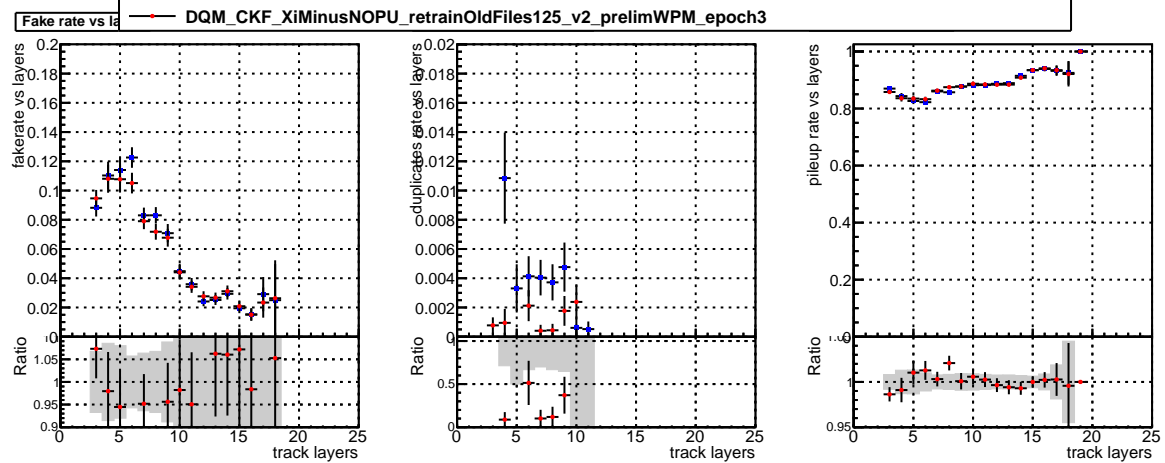 Fake rate vs la
DQM_CKF_XiMinusNOPU_retrainOldFiles125_v2_prelimWPM_epoch3
fakerate vs layers
0.2
0.18
0.16
0.14
0.12
0.1
0.08
0.06
0.04
0.02
0
Ratio
1.05
1
0.95
0.9
0 5 10 15 20 25
track layers
duplicates rate vs layers
0.02
0.018
0.016
0.014
0.012
0.01
0.008
0.006
0.004
0.002
0
Ratio
1
0.5
0 5 10 15 20 25
track layers
pileup rate vs layers
1
0.8
0.6
0.4
0.2
0
Ratio
1.05
1
0.95
0 5 10 15 20 25
track layers